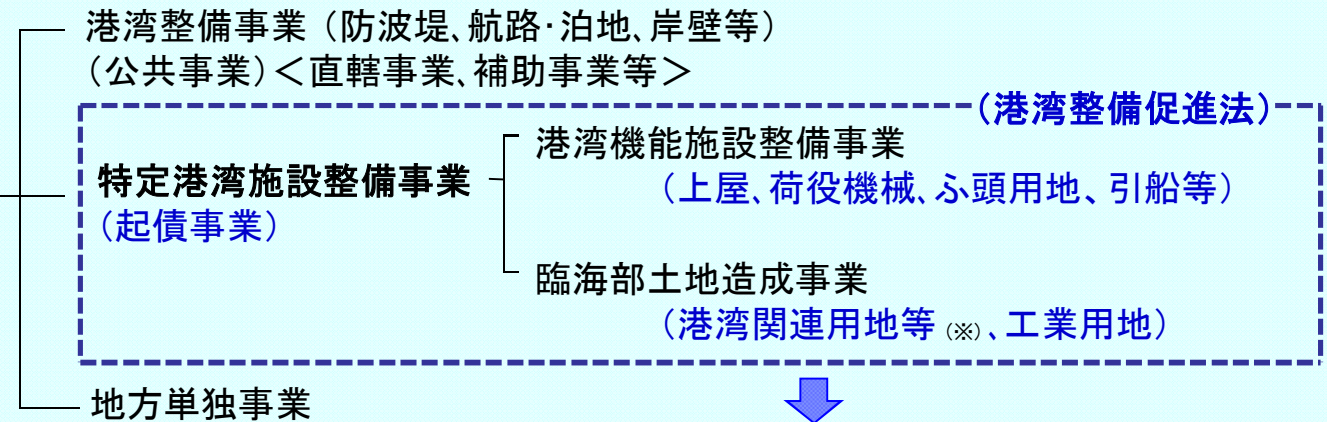 港湾整備事業（防波堤、航路・泊地、岸壁等）
（公共事業）＜直轄事業、補助事業等＞
（港湾整備促進法）
港湾機能施設整備事業
特定港湾施設整備事業
（上屋、荷役機械、ふ頭用地、引船等）
（起債事業）
臨海部土地造成事業
（港湾関連用地等（※）、工業用地）
地方単独事業